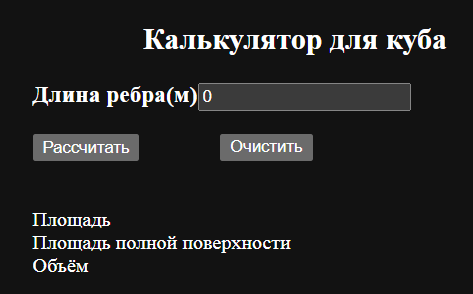 Калькулятор для куба
Длина ребра(м) 0
Рассчитать Очистить
Площадь
Площадь полной поверхности
Объём